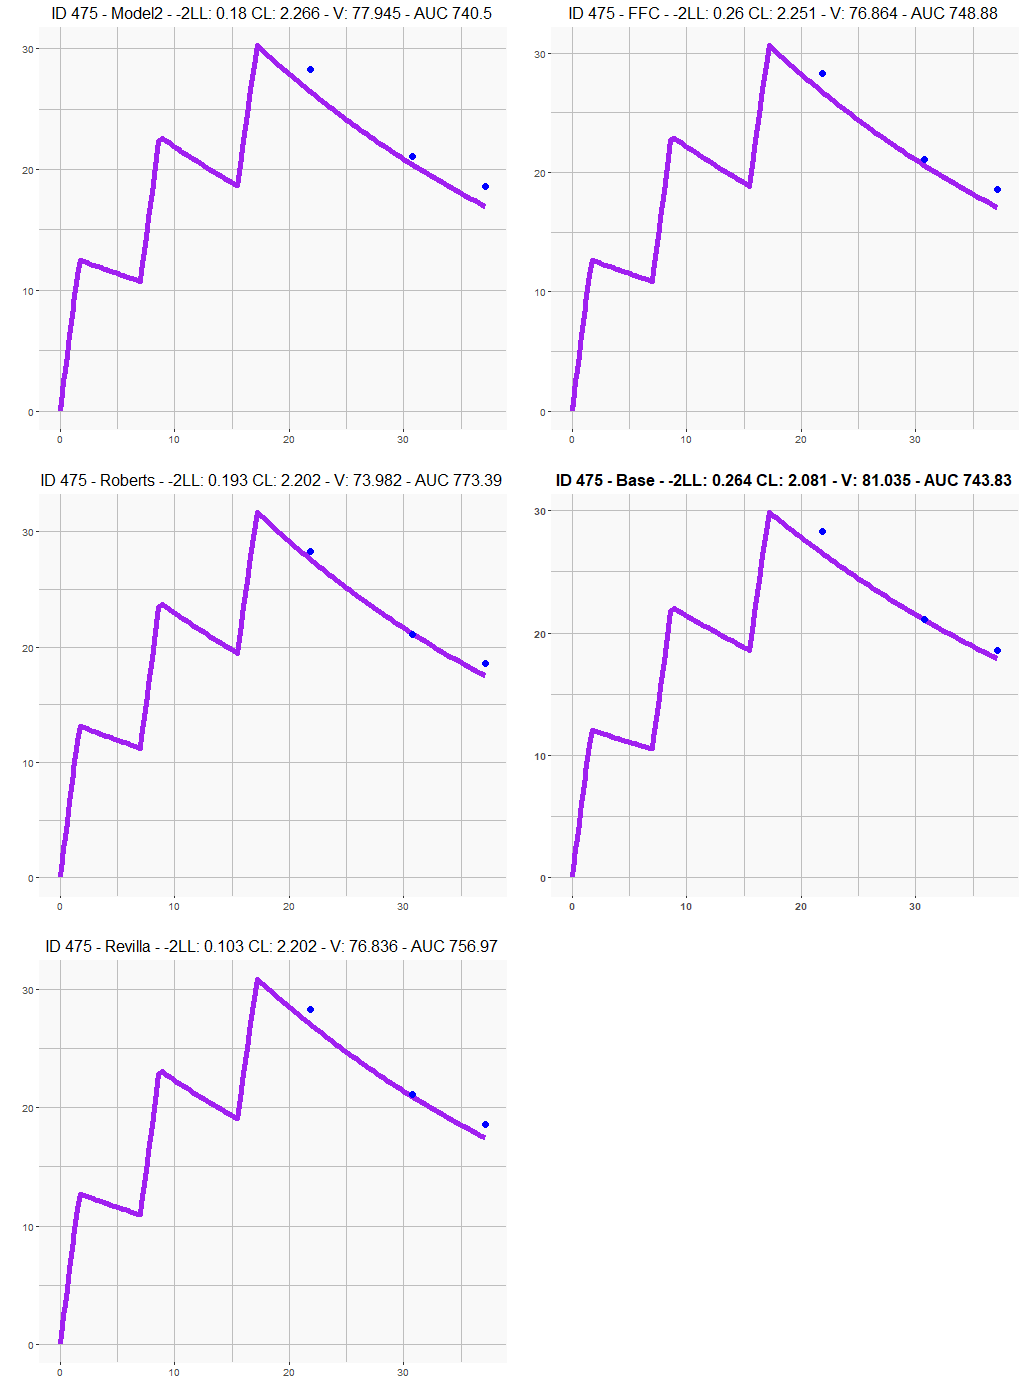 ID 475 - Model2 - -2LL: 0.18 CL: 2.266 - V: 77.945 - AUC 740.5
30
20
10
0
0 10 20 30
ID 475 - FFC - -2LL: 0.26 CL: 2.251 - V: 76.864 - AUC 748.88
30
20
10
0
0 10 20 30
ID 475 - Roberts - -2LL: 0.193 CL: 2.202 - V: 73.982 - AUC 773.39
30
20
10
0
0 10 20 30
ID 475 - Base - -2LL: 0.264 CL: 2.081 - V: 81.035 - AUC 743.83
30
20
10
0
0 10 20 30
ID 475 - Revilla - -2LL: 0.103 CL: 2.202 - V: 76.836 - AUC 756.97
30
20
10
0
0 10 20 30